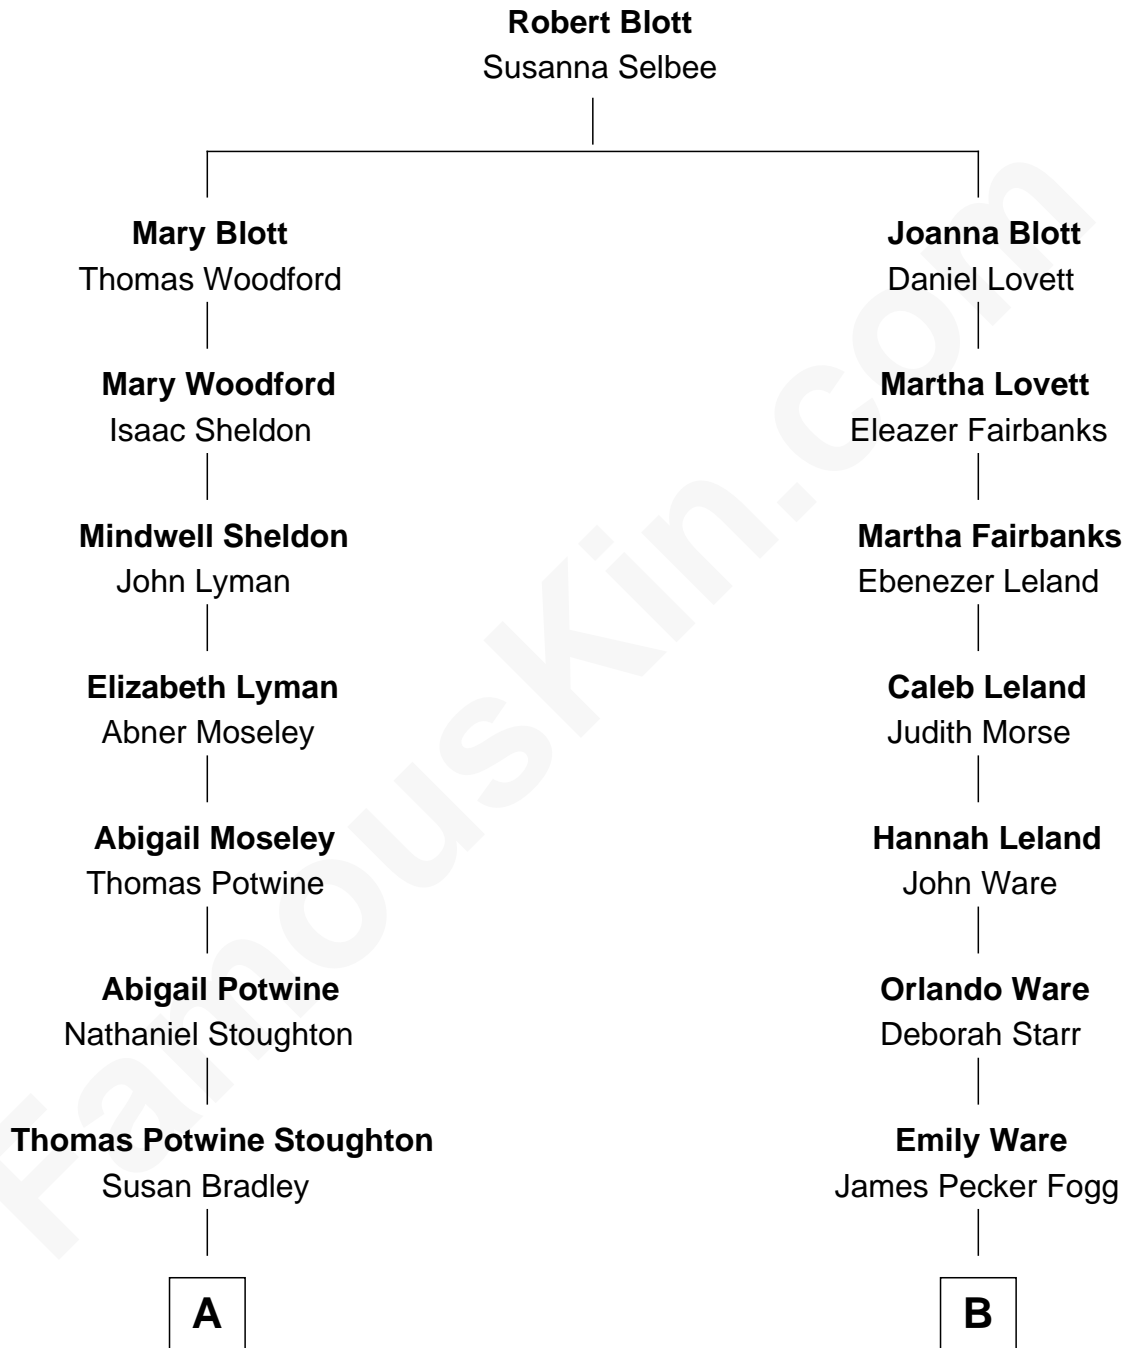 Robert Blott
Susanna Selbee
Mary Blott
Thomas Woodford
Joanna Blott
Daniel Lovett
Mary Woodford
Isaac Sheldon
Martha Lovett
Eleazer Fairbanks
Mindwell Sheldon
John Lyman
Martha Fairbanks
Ebenezer Leland
Elizabeth Lyman
Abner Moseley
Caleb Leland
Judith Morse
Abigail Moseley
Thomas Potwine
Hannah Leland
John Ware
Abigail Potwine
Nathaniel Stoughton
Orlando Ware
Deborah Starr
Thomas Potwine Stoughton
Susan Bradley
Emily Ware
James Pecker Fogg
A
B
FamousKin.com